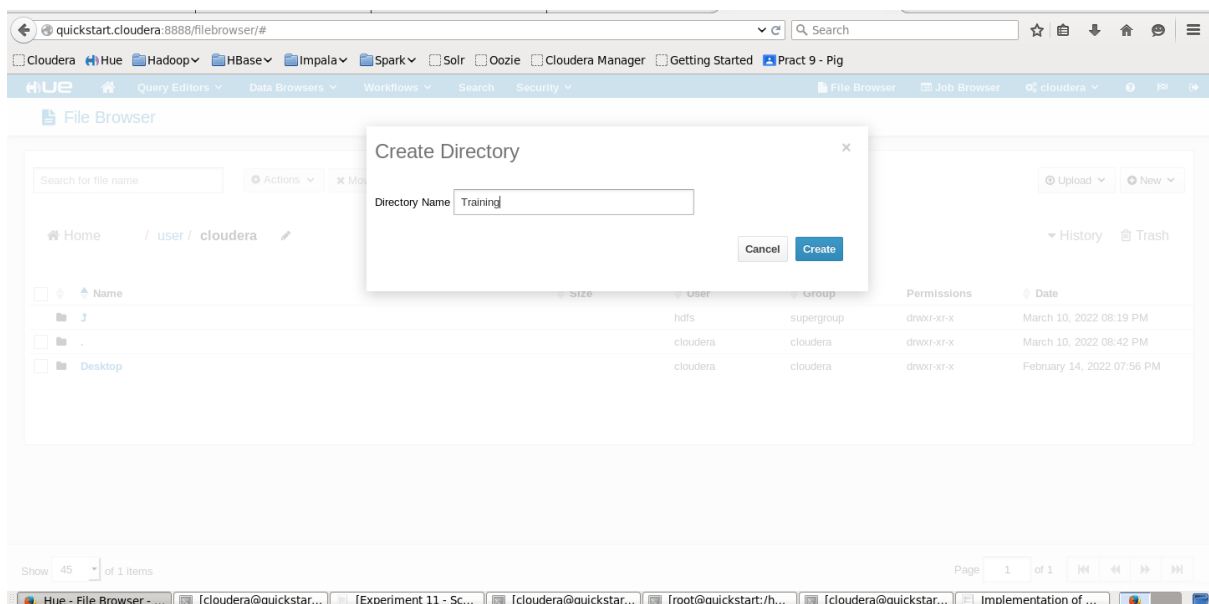 quickstart.cloudera:8888/filebrowser/# Search
Cloudera Hue Hadoop HBase Impala Spark Solr Oozie Cloudera Manager Getting Started Pract 9 - Pig
HUE Query Editors Data Browsers Workflows Search Security File Browser Job Browser cloudera
File Browser
Create Directory ×
Search for file name Actions Mov Upload New
Directory Name Training
Home / user / cloudera History Trash
Cancel Create
Name Size User Group Permissions Date
hdfs supergroup drwxr-xr-x March 10, 2022 08:19 PM
. cloudera cloudera drwxr-xr-x March 10, 2022 08:42 PM
Desktop cloudera cloudera drwxr-xr-x February 14, 2022 07:56 PM
Show 45 of 1 items Page 1 of 1
Hue - File Browser - ... [cloudera@quickstar... [Experiment 11 - Sc... [cloudera@quickstar... [root@quickstart:/h... [cloudera@quickstar... Implementation of ...